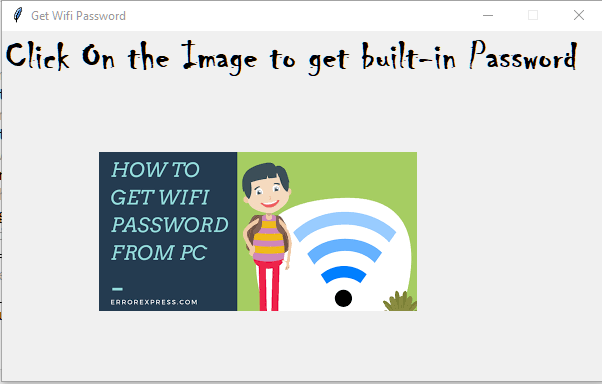 Get Wifi Password
Click On the Image to get built-in Password
HOW TO
GET WIFI
PASSWORD
FROM PC
ERROREXPRESS.COM